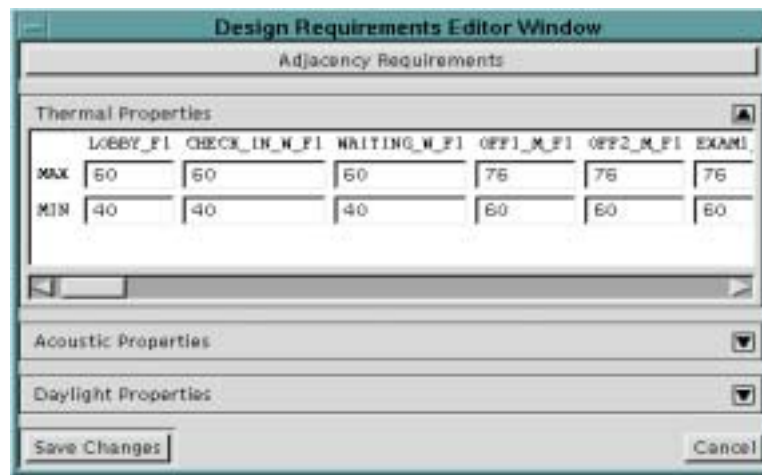 Design Requirements Editor Window
Adjacency Requirements
Thermal Properties
LOBBY_F1 CHECK_IN_W_F1 WAITING_W_F1 OFF1_M_F1 OFF2_M_F1 EXAM1_
MAX 60 60 60 76 76 76
MIN 40 40 40 60 60 60
Acoustic Properties
Daylight Properties
Save Changes Cancel